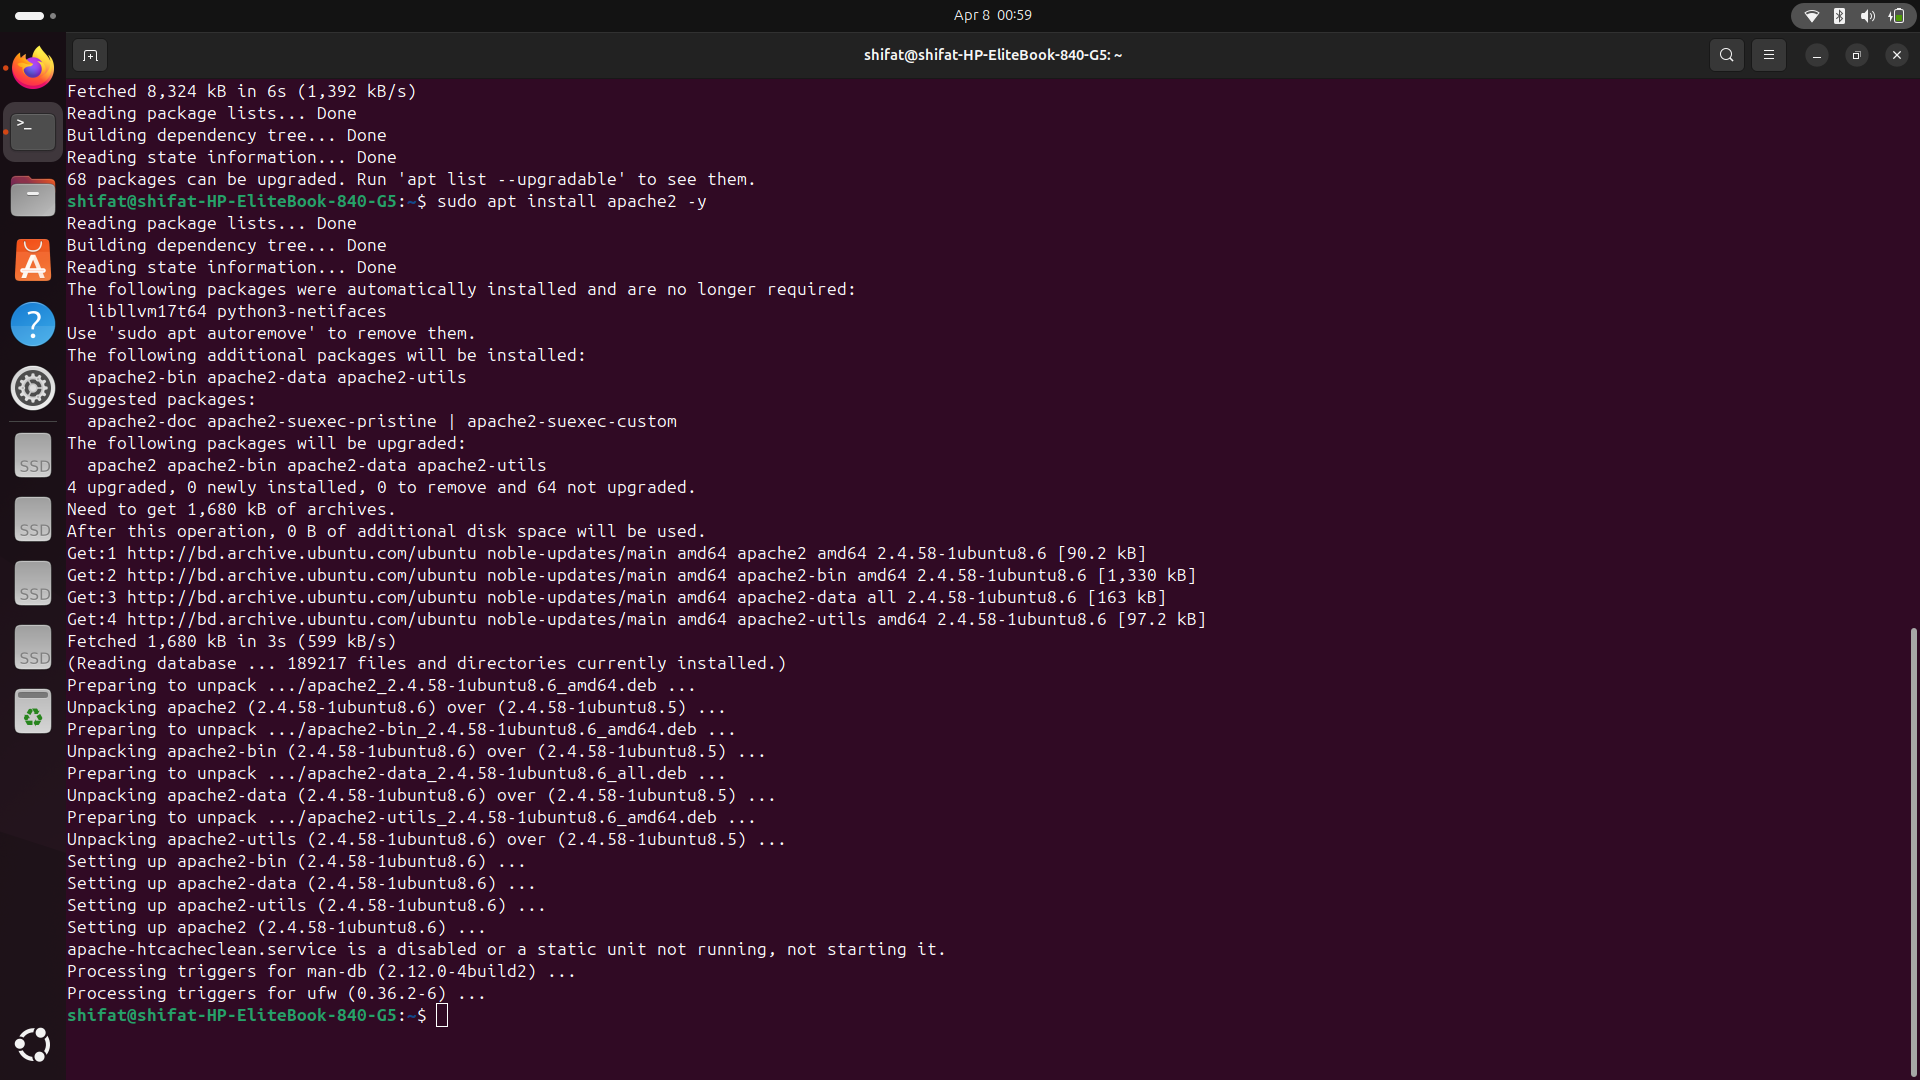 Apr 8 00:59
shifat@shifat-HP-EliteBook-840-G5: ~
Fetched 8,324 kB in 6s (1,392 kB/s)
Reading package lists... Done
Building dependency tree... Done
Reading state information... Done
68 packages can be upgraded. Run 'apt list --upgradable' to see them.
shifat@shifat-HP-EliteBook-840-G5:~$ sudo apt install apache2 -y
Reading package lists... Done
Building dependency tree... Done
Reading state information... Done
The following packages were automatically installed and are no longer required:
  libllvm17t64 python3-netifaces
Use 'sudo apt autoremove' to remove them.
The following additional packages will be installed:
  apache2-bin apache2-data apache2-utils
Suggested packages:
  apache2-doc apache2-suexec-pristine | apache2-suexec-custom
The following packages will be upgraded:
  apache2 apache2-bin apache2-data apache2-utils
4 upgraded, 0 newly installed, 0 to remove and 64 not upgraded.
Need to get 1,680 kB of archives.
After this operation, 0 B of additional disk space will be used.
Get:1 http://bd.archive.ubuntu.com/ubuntu noble-updates/main amd64 apache2 amd64 2.4.58-1ubuntu8.6 [90.2 kB]
Get:2 http://bd.archive.ubuntu.com/ubuntu noble-updates/main amd64 apache2-bin amd64 2.4.58-1ubuntu8.6 [1,330 kB]
Get:3 http://bd.archive.ubuntu.com/ubuntu noble-updates/main amd64 apache2-data all 2.4.58-1ubuntu8.6 [163 kB]
Get:4 http://bd.archive.ubuntu.com/ubuntu noble-updates/main amd64 apache2-utils amd64 2.4.58-1ubuntu8.6 [97.2 kB]
Fetched 1,680 kB in 3s (599 kB/s)
(Reading database ... 189217 files and directories currently installed.)
Preparing to unpack .../apache2_2.4.58-1ubuntu8.6_amd64.deb ...
Unpacking apache2 (2.4.58-1ubuntu8.6) over (2.4.58-1ubuntu8.5) ...
Preparing to unpack .../apache2-bin_2.4.58-1ubuntu8.6_amd64.deb ...
Unpacking apache2-bin (2.4.58-1ubuntu8.6) over (2.4.58-1ubuntu8.5) ...
Preparing to unpack .../apache2-data_2.4.58-1ubuntu8.6_all.deb ...
Unpacking apache2-data (2.4.58-1ubuntu8.6) over (2.4.58-1ubuntu8.5) ...
Preparing to unpack .../apache2-utils_2.4.58-1ubuntu8.6_amd64.deb ...
Unpacking apache2-utils (2.4.58-1ubuntu8.6) over (2.4.58-1ubuntu8.5) ...
Setting up apache2-bin (2.4.58-1ubuntu8.6) ...
Setting up apache2-data (2.4.58-1ubuntu8.6) ...
Setting up apache2-utils (2.4.58-1ubuntu8.6) ...
Setting up apache2 (2.4.58-1ubuntu8.6) ...
apache-htcacheclean.service is a disabled or a static unit not running, not starting it.
Processing triggers for man-db (2.12.0-4build2) ...
Processing triggers for ufw (0.36.2-6) ...
shifat@shifat-HP-EliteBook-840-G5:~$
SSD
SSD
SSD
SSD